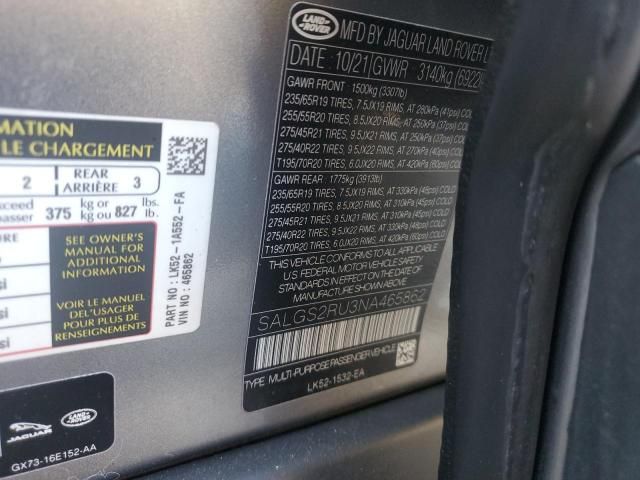 RMATION
LE CHARGEMENT
2 REAR ARRIÈRE 3
xceed
passer 375 kg or kg ou 827 lbs. lb.
SEE OWNER'S
MANUAL FOR
ADDITIONAL
INFORMATION
VOIR LE MANUEL
DE L'USAGER
POUR PLUS DE
RENSEIGNEMENTS
LK52-1A552-FA
VIN - 465862
JAGUAR
LAND ROVER
GX73-16E152-AA
LAND ROVER
MFD BY JAGUAR LAND ROVER
DATE 10/21 GVWR 3140kg (6922
GAWR FRONT 1500kg (3307lb)
235/65R19 TIRES, 7.5JX19 RIMS, AT 280kPa (41psi) COL
255/55R20 TIRES, 8.5JX20 RIMS, AT 250kPa (37psi) COL
275/45R21 TIRES, 9.5JX21 RIMS, AT 250kPa (37psi) COL
275/40R22 TIRES, 9.5JX22 RIMS, AT 270kPa (40psi) COL
T195/70R20 TIRES, 6.0JX20 RIMS, AT 420kPa (60psi) COL
GAWR REAR 1775kg (3913lb)
235/65R19 TIRES, 7.5JX19 RIMS, AT 330kPa (48psi) COLD
255/55R20 TIRES, 8.5JX20 RIMS, AT 310kPa (45psi) COLD
275/45R21 TIRES, 9.5JX21 RIMS, AT 310kPa (45psi) COLD
275/40R22 TIRES, 9.5JX22 RIMS, AT 330kPa (48psi) COLD
T195/70R20 TIRES, 6.0JX20 RIMS, AT 420kPa (60psi) COLD
THIS VEHICLE CONFORMS TO ALL APPLICABLE
U.S. FEDERAL MOTOR VEHICLE SAFETY
STANDARDS IN EFFECT ON THE DATE OF
MANUFACTURE SHOWN ABOVE
SALGS2RU3NA465862
TYPE MULTI-PURPOSE PASSENGER VEHICLE
LK52-1532-EA